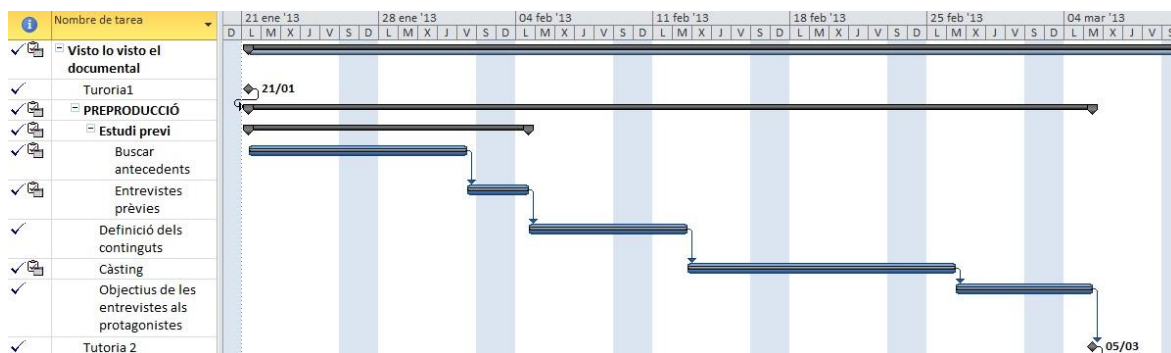 Nombre de tarea
21 ene '13 28 ene '13 04 feb '13 11 feb '13 18 feb '13 25 feb '13 04 mar '13
D L M X J V S D L M X J V S D L M X J V S D L M X J V S D L M X J V S D L M X J V S D L M X J V S
Visto lo visto el
documental
Turoria1
21/01
PREPRODUCCIÓ
Estudi previ
Buscar
antecedents
Entrevistes
prèvies
Definició dels
continguts
Càsting
Objectius de les
entrevistes als
protagonistes
Tutoria 2
05/03